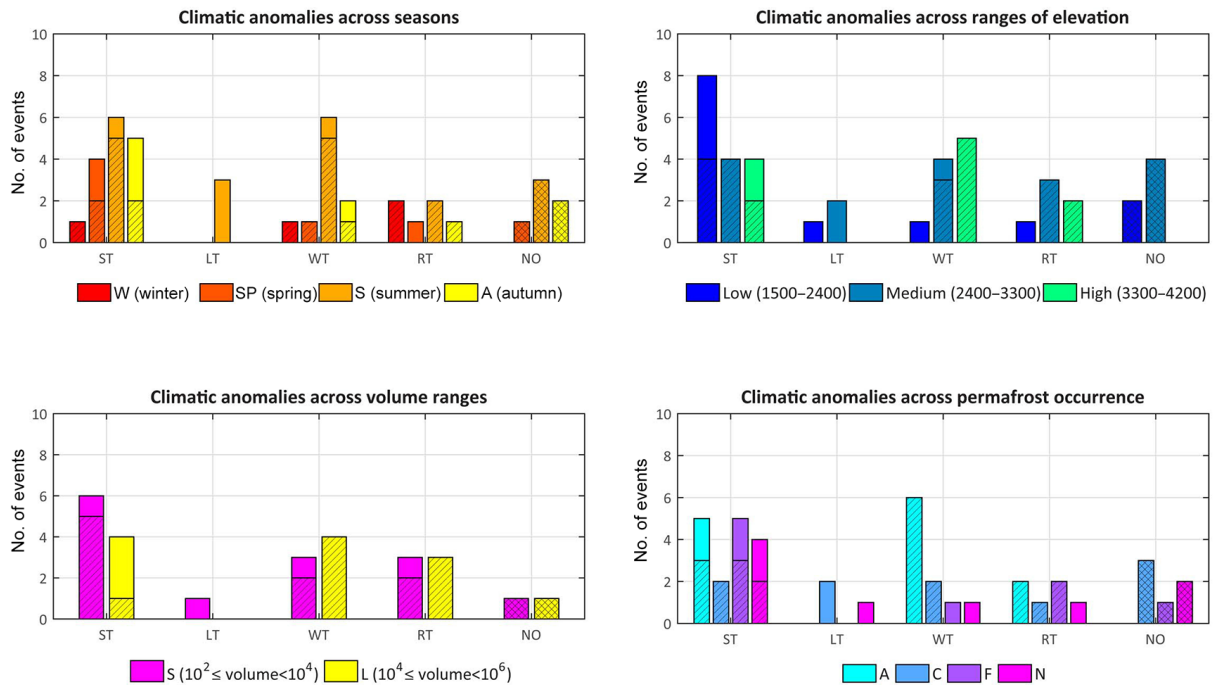 Climatic anomalies across seasons
10
8
6
4
2
0
No. of events
ST LT WT RT NO
W (winter) SP (spring) S (summer) A (autumn)
Climatic anomalies across ranges of elevation
10
8
6
4
2
0
No. of events
ST LT WT RT NO
Low (1500–2400) Medium (2400–3300) High (3300–4200)
Climatic anomalies across volume ranges
10
8
6
4
2
0
No. of events
ST LT WT RT NO
S (10² ≤ volume<10⁴) L (10⁴ ≤ volume<10⁶)
Climatic anomalies across permafrost occurrence
10
8
6
4
2
0
No. of events
ST LT WT RT NO
A C F N